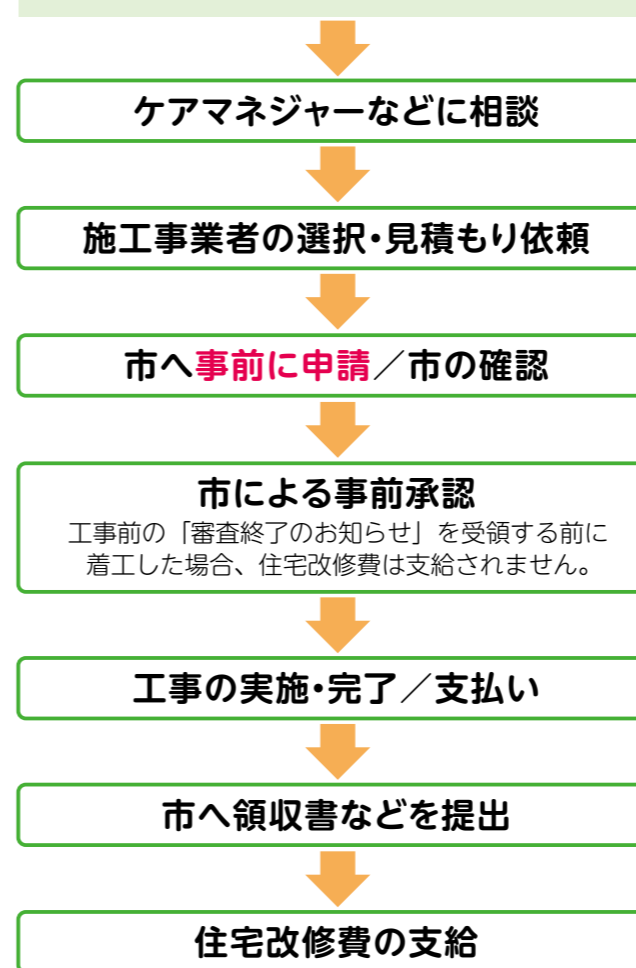 ケアマネジャーなどに相談
施工事業者の選択・見積もり依頼
市へ事前に申請／市の確認
市による事前承認
工事前の「審査終了のお知らせ」を受領する前に
着工した場合、住宅改修費は支給されません。
工事の実施・完了／支払い
市へ領収書などを提出
住宅改修費の支給